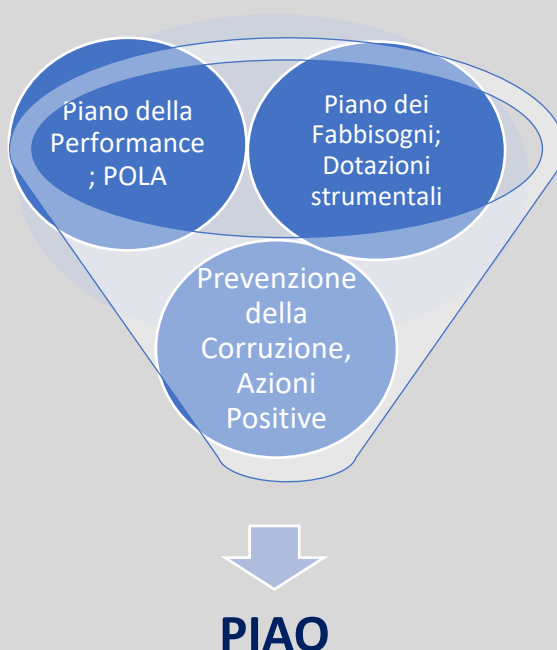 Piano della
Performance
; POLA
Piano dei
Fabbisogni;
Dotazioni
strumentali
Prevenzione
della
Corruzione,
Azioni
Positive
PIAO